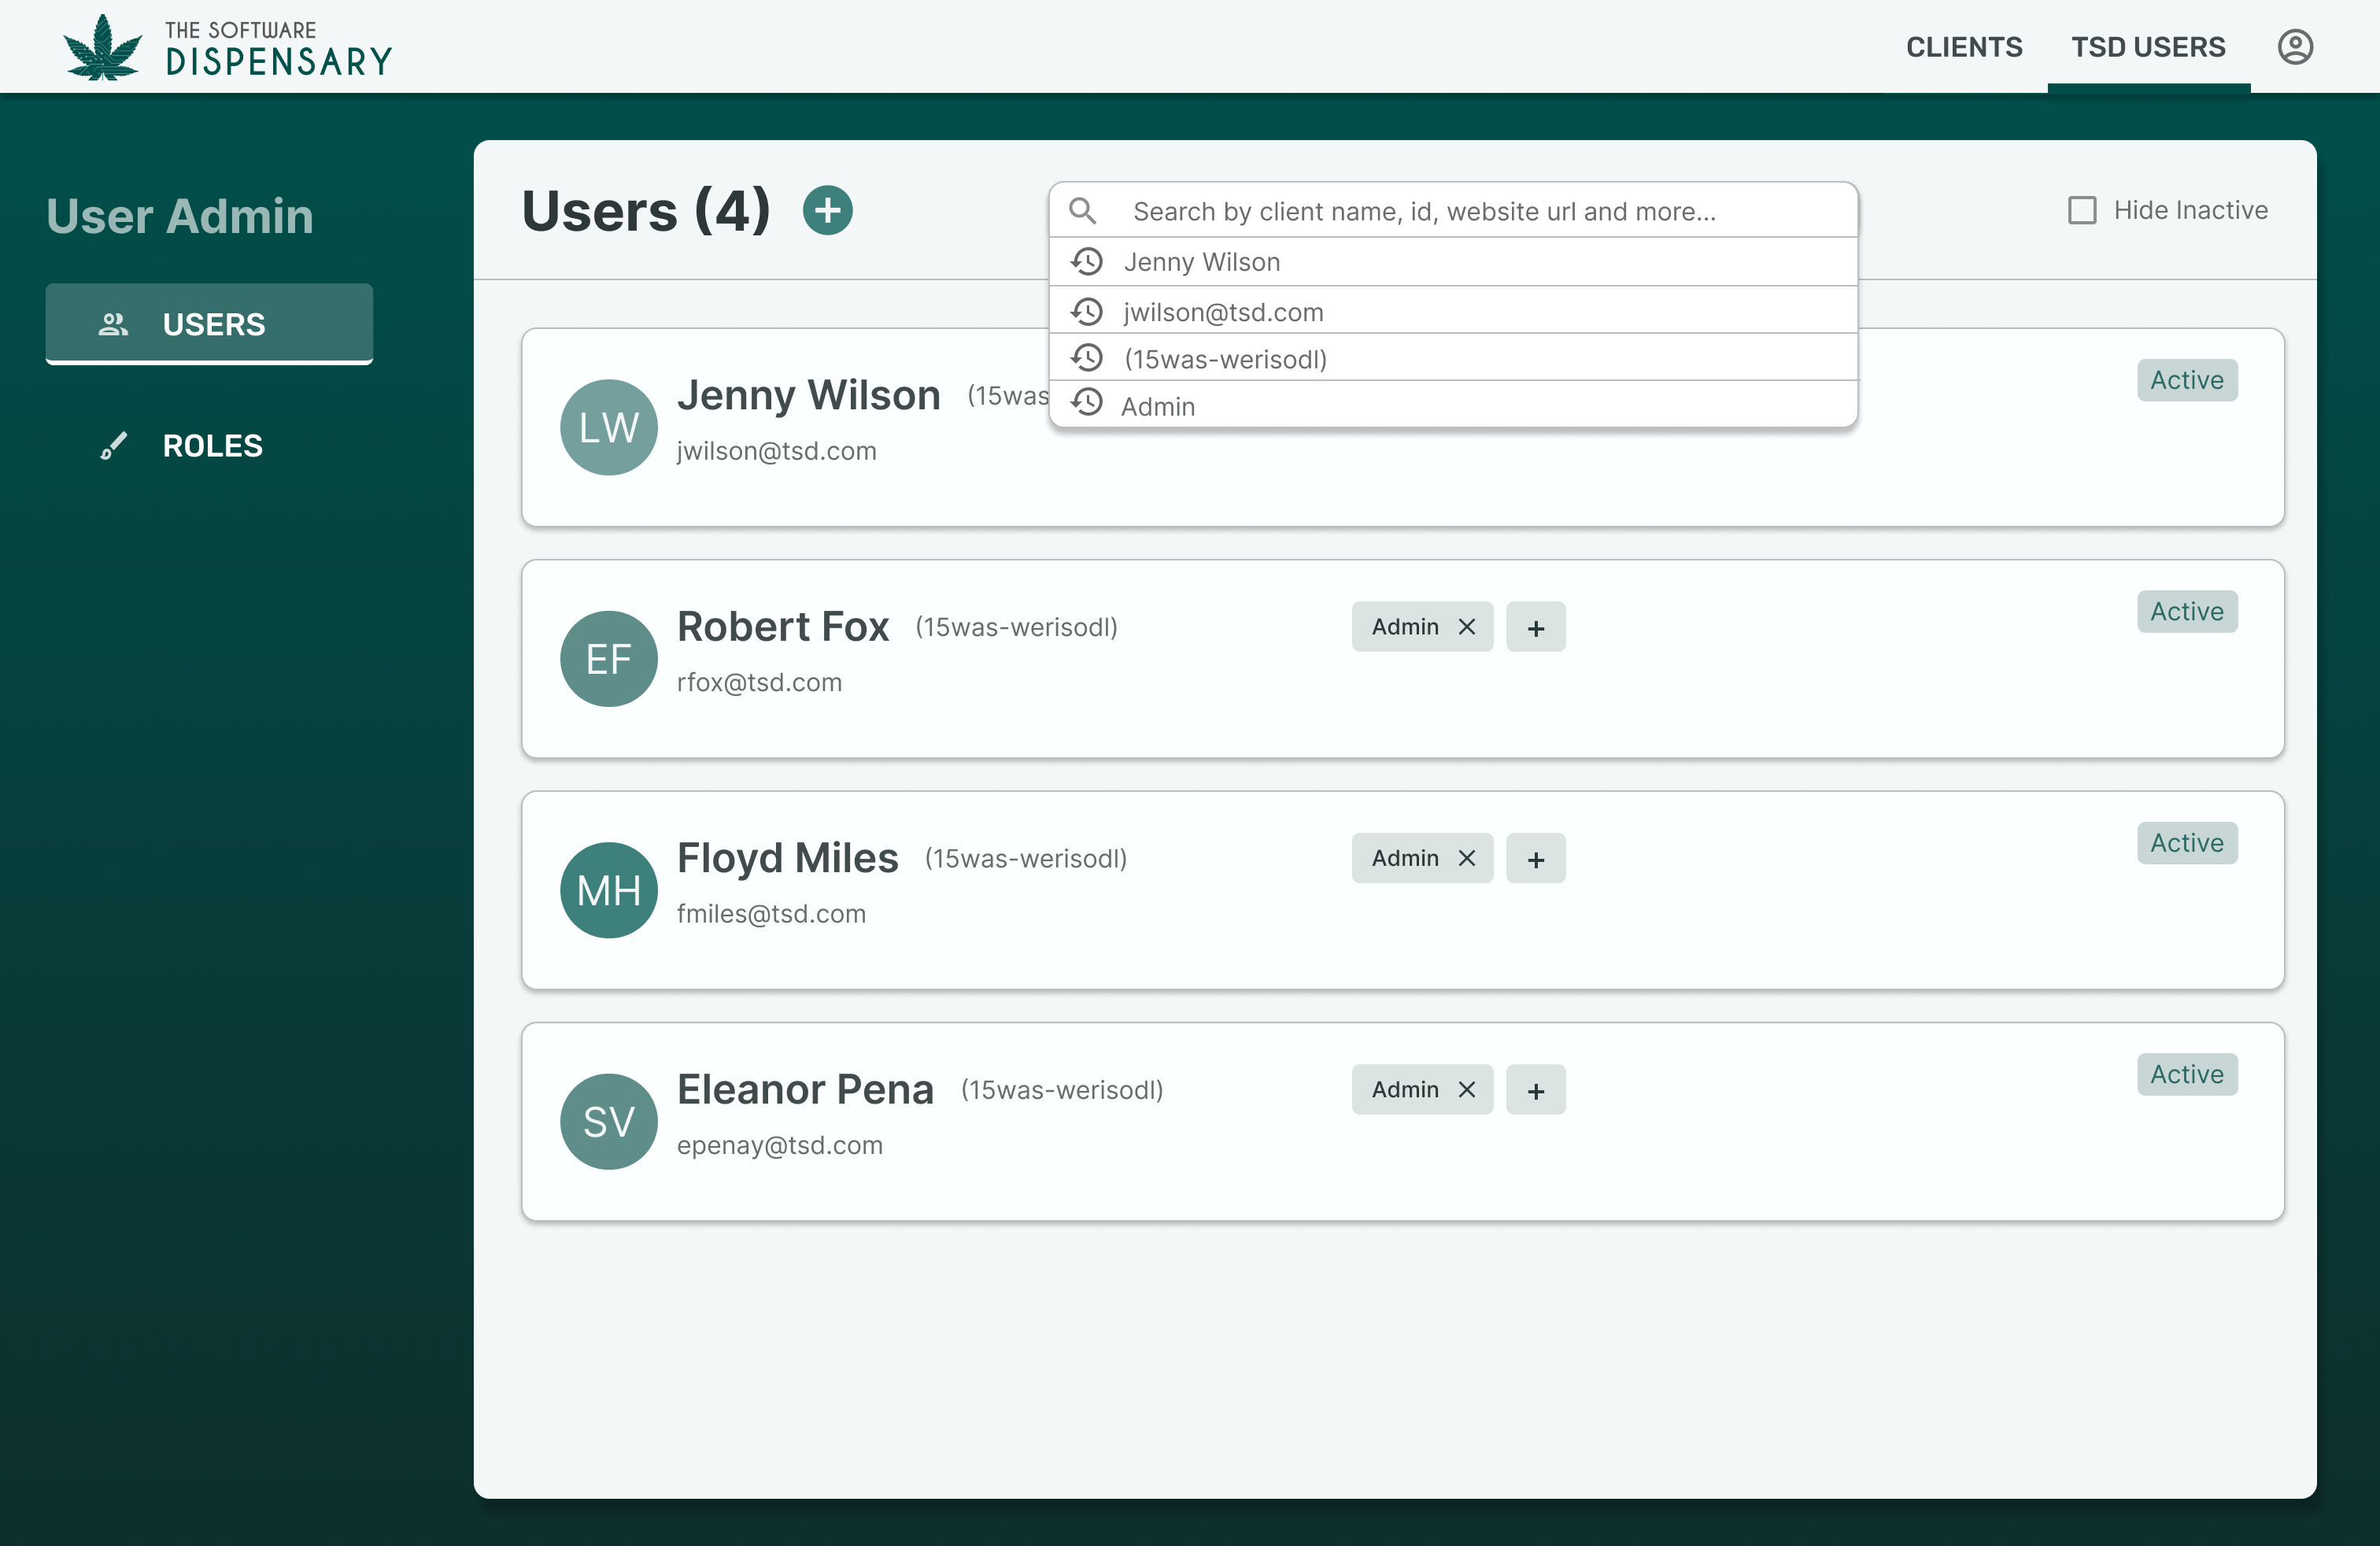 THE SOFTWARE
DISPENSARY
CLIENTS
TSD USERS
User Admin
USERS
ROLES
Users (4)
+
Search by client name, id, website url and more...
Hide Inactive
Jenny Wilson
jwilson@tsd.com
(15was-werisodl)
Admin
LW
Jenny Wilson (15was
jwilson@tsd.com
Active
EF
Robert Fox (15was-werisodl)
rfox@tsd.com
Admin
+
Active
MH
Floyd Miles (15was-werisodl)
fmiles@tsd.com
Admin
+
Active
SV
Eleanor Pena (15was-werisodl)
epenay@tsd.com
Admin
+
Active